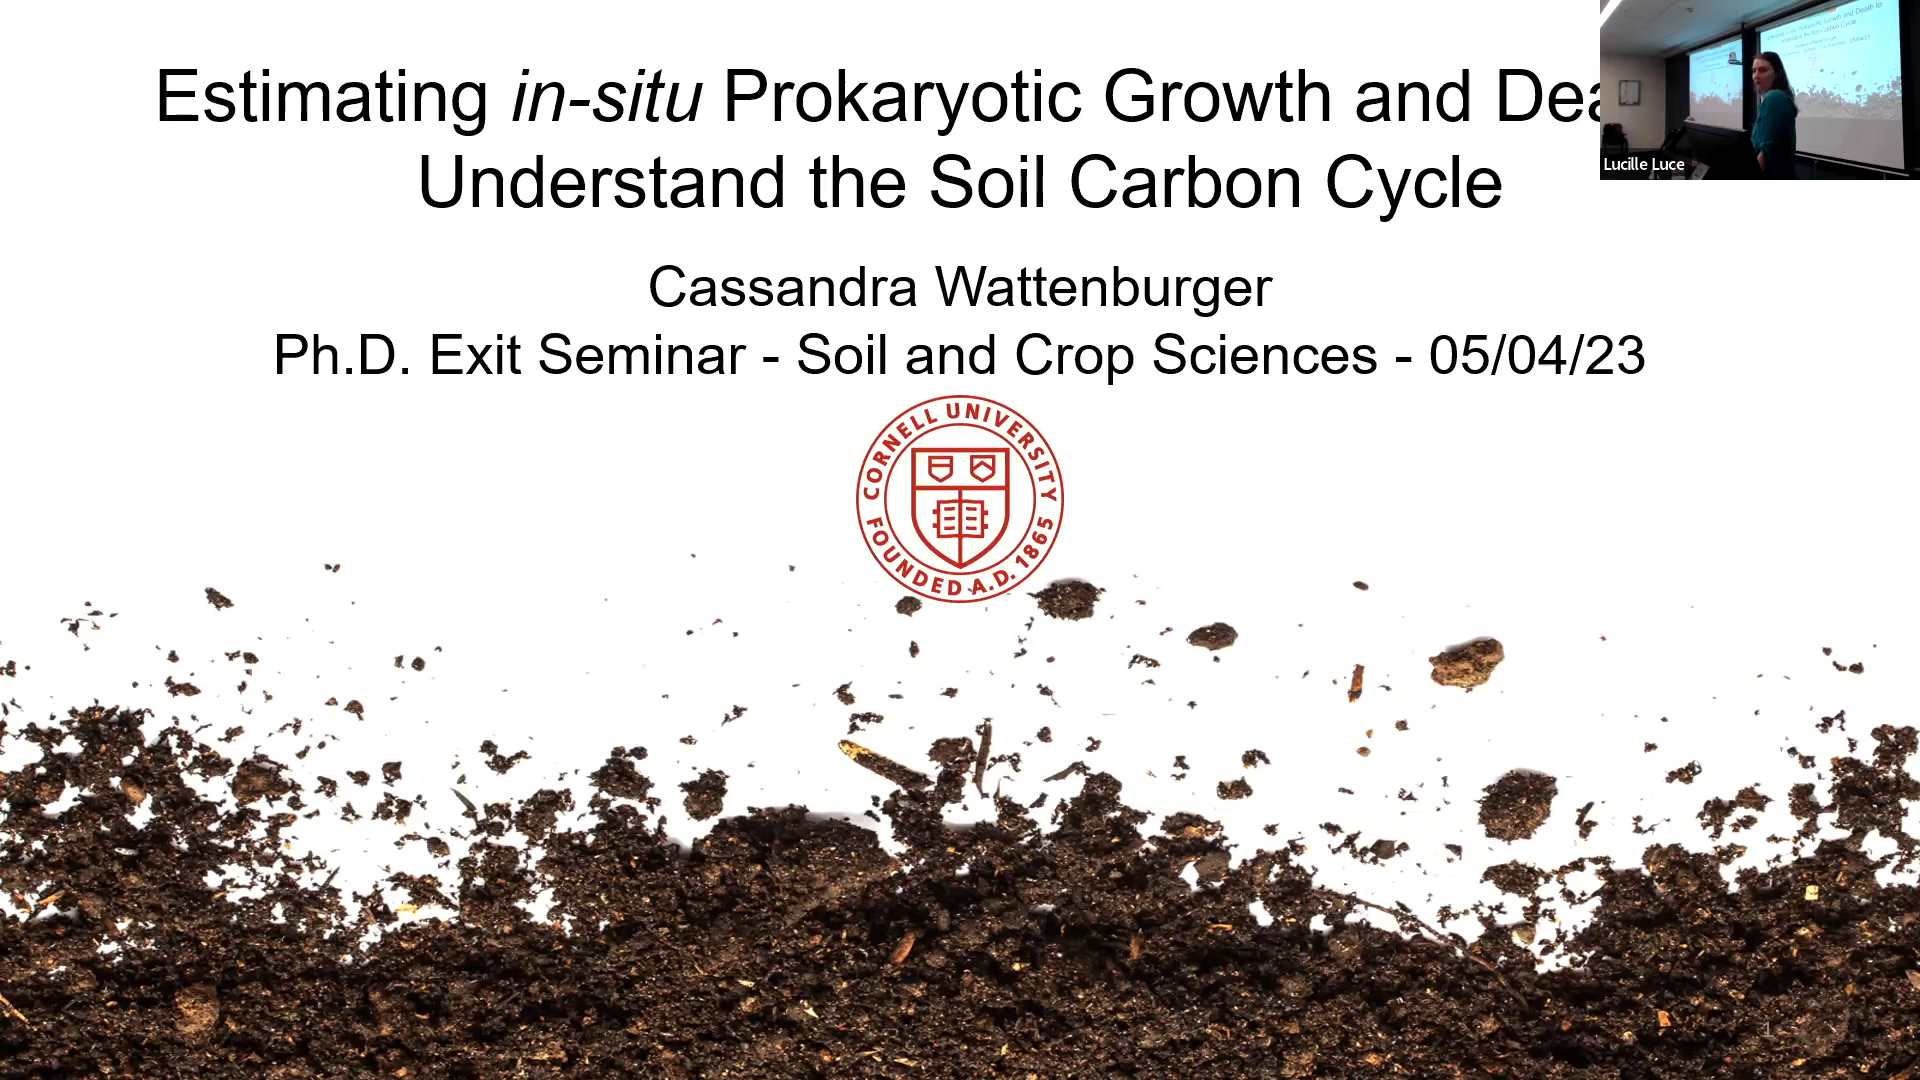 Estimating in-situ Prokaryotic Growth and Dea
Understand the Soil Carbon Cycle
Cassandra Wattenburger
Ph.D. Exit Seminar - Soil and Crop Sciences - 05/04/23
CORNELL UNIVERSITY
FOUNDED A.D. 1865
Lucille Luce
1